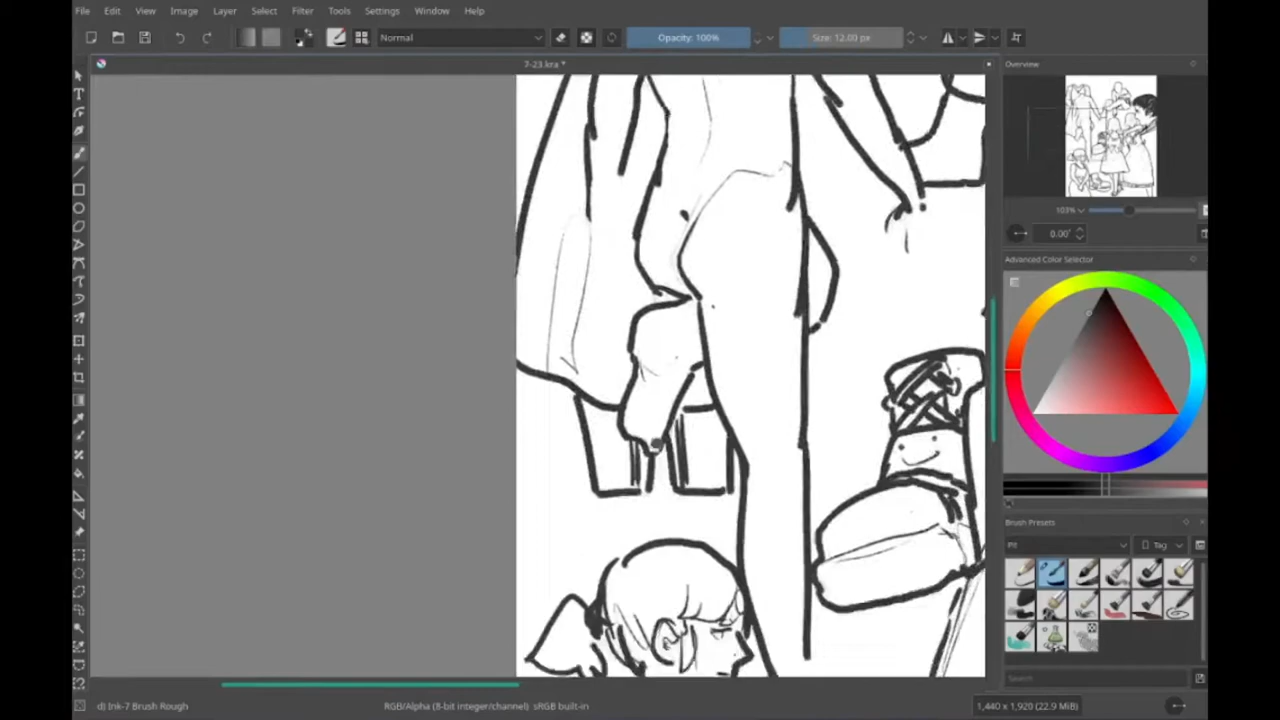 File Edit View Image Layer Select Filter Tools Settings Window Help
Normal Opacity: 100% Size: 12.00 px
7-23.kra *
Overview
103%
0.00°
Advanced Color Selector
Brush Presets
Tag
Search
d) Ink-7 Brush Rough RGB/Alpha (8-bit integer/channel) sRGB built-in 1,440 x 1,920 (22.9 MiB)